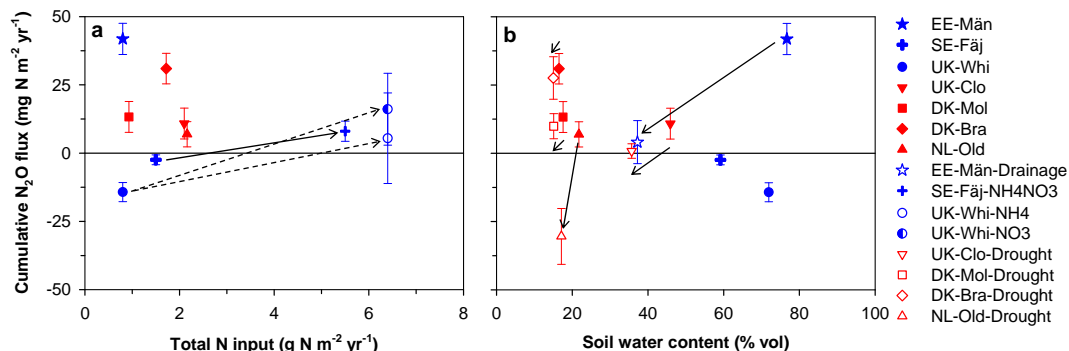 Cumulative N₂O flux (mg N m⁻² yr⁻¹)
50
25
0
-25
-50
a
0
2
4
6
8
Total N input (g N m⁻² yr⁻¹)
b
0
20
40
60
80
100
Soil water content (% vol)
EE-Män
SE-Fäj
UK-Whi
UK-Clo
DK-Mol
DK-Bra
NL-Old
EE-Män-Drainage
SE-Fäj-NH4NO3
UK-Whi-NH4
UK-Whi-NO3
UK-Clo-Drought
DK-Mol-Drought
DK-Bra-Drought
NL-Old-Drought